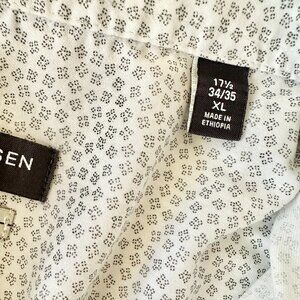 17½
34/35
XL
MADE IN
ETHIOPIA
SEN